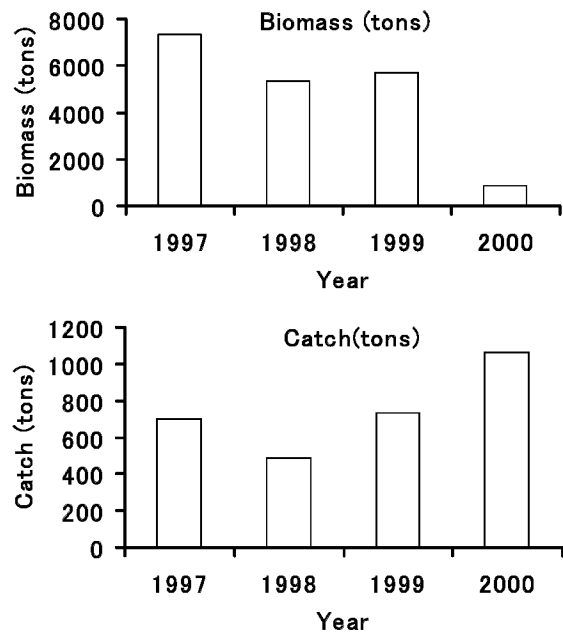 Biomass (tons)
Biomass (tons)
8000
6000
4000
2000
0
1997 1998 1999 2000
Year
Catch(tons)
Catch (tons)
1200
1000
800
600
400
200
0
1997 1998 1999 2000
Year